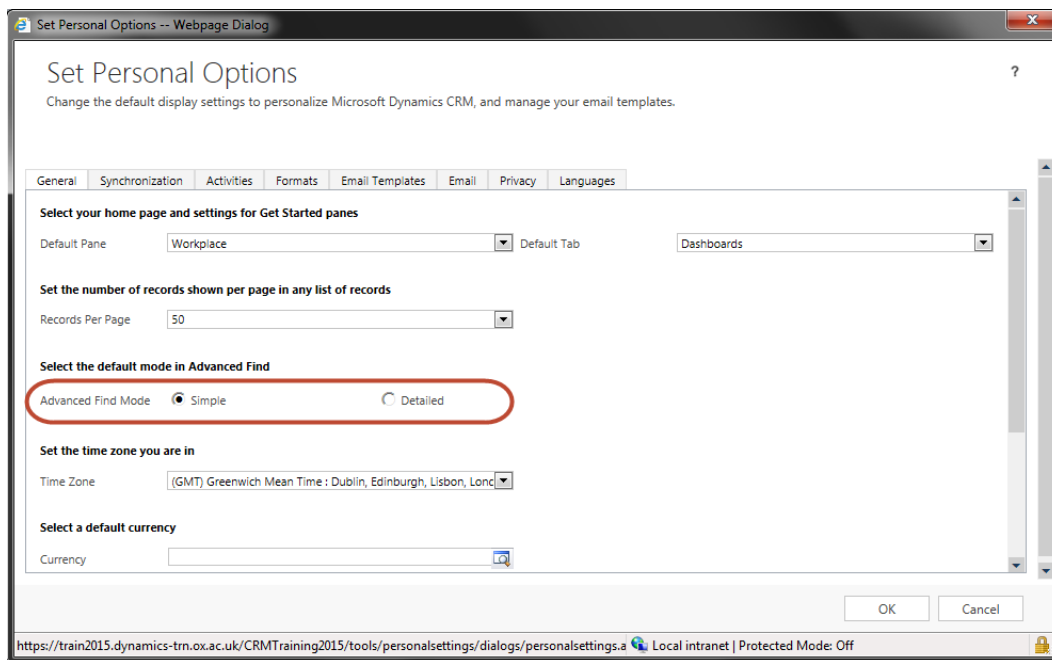 Set Personal Options -- Webpage Dialog
x
Set Personal Options
?
Change the default display settings to personalize Microsoft Dynamics CRM, and manage your email templates.
General Synchronization Activities Formats Email Templates Email Privacy Languages
Select your home page and settings for Get Started panes
Default Pane Workplace Default Tab Dashboards
Set the number of records shown per page in any list of records
Records Per Page 50
Select the default mode in Advanced Find
Advanced Find Mode Simple Detailed
Set the time zone you are in
Time Zone (GMT) Greenwich Mean Time : Dublin, Edinburgh, Lisbon, Lonc
Select a default currency
Currency
OK Cancel
https://train2015.dynamics-trn.ox.ac.uk/CRMTraining2015/tools/personalsettings/dialogs/personalsettings.a Local intranet | Protected Mode: Off